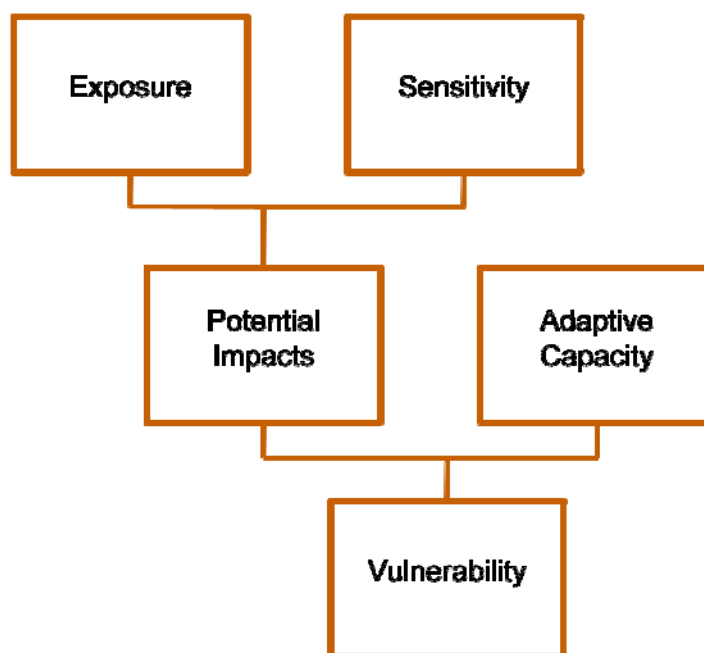 Exposure
Sensitivity
Potential
Impacts
Adaptive
Capacity
Vulnerability